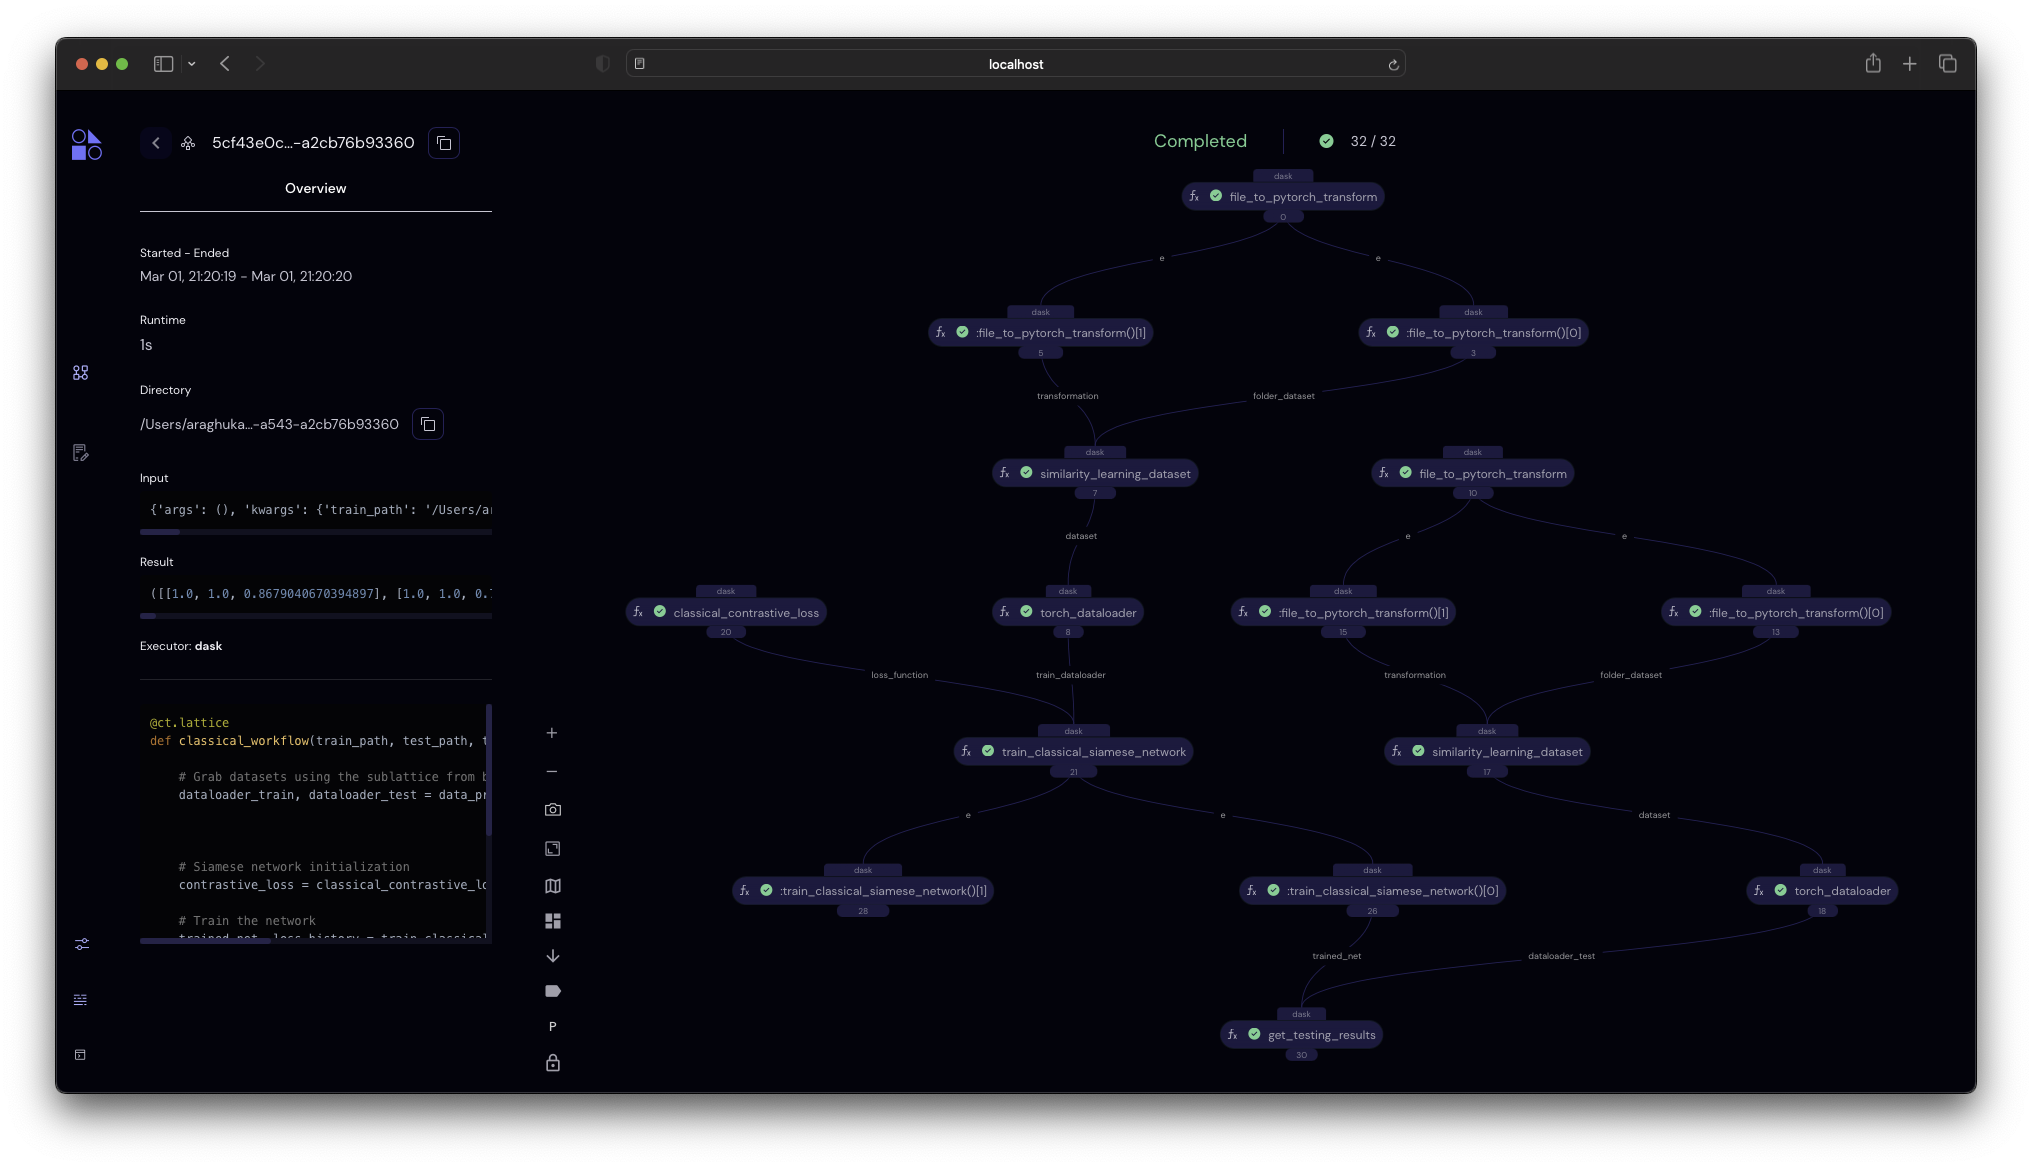 localhost
5cf43e0c...-a2cb76b93360
Overview
Started - Ended
Mar 01, 21:20:19 - Mar 01, 21:20:20
Runtime
1s
Directory
/Users/araghuka...-a543-a2cb76b93360
Input
{'args': (), 'kwargs': {'train_path': '/Users/ar
Result
([[1.0, 1.0, 0.8679040670394897], [1.0, 1.0, 0.
Executor: dask
@ct.lattice
def classical_workflow(train_path, test_path, t
# Grab datasets using the sublattice from b
dataloader_train, dataloader_test = data_pr
# Siamese network initialization
contrastive_loss = classical_contrastive_lo
# Train the network
trained_net, loss_history = train_classical
P
Completed
32 / 32
dask
file_to_pytorch_transform
0
e
e
dask
dask
:file_to_pytorch_transform()[1]
:file_to_pytorch_transform()[0]
5
3
transformation
folder_dataset
dask
dask
similarity_learning_dataset
file_to_pytorch_transform
7
10
dataset
e
e
dask
dask
dask
dask
classical_contrastive_loss
torch_dataloader
:file_to_pytorch_transform()[1]
:file_to_pytorch_transform()[0]
20
8
15
13
loss_function
train_dataloader
transformation
folder_dataset
dask
dask
train_classical_siamese_network
similarity_learning_dataset
21
17
e
e
dataset
dask
dask
dask
:train_classical_siamese_network()[1]
:train_classical_siamese_network()[0]
torch_dataloader
28
26
18
trained_net
dataloader_test
dask
get_testing_results
30